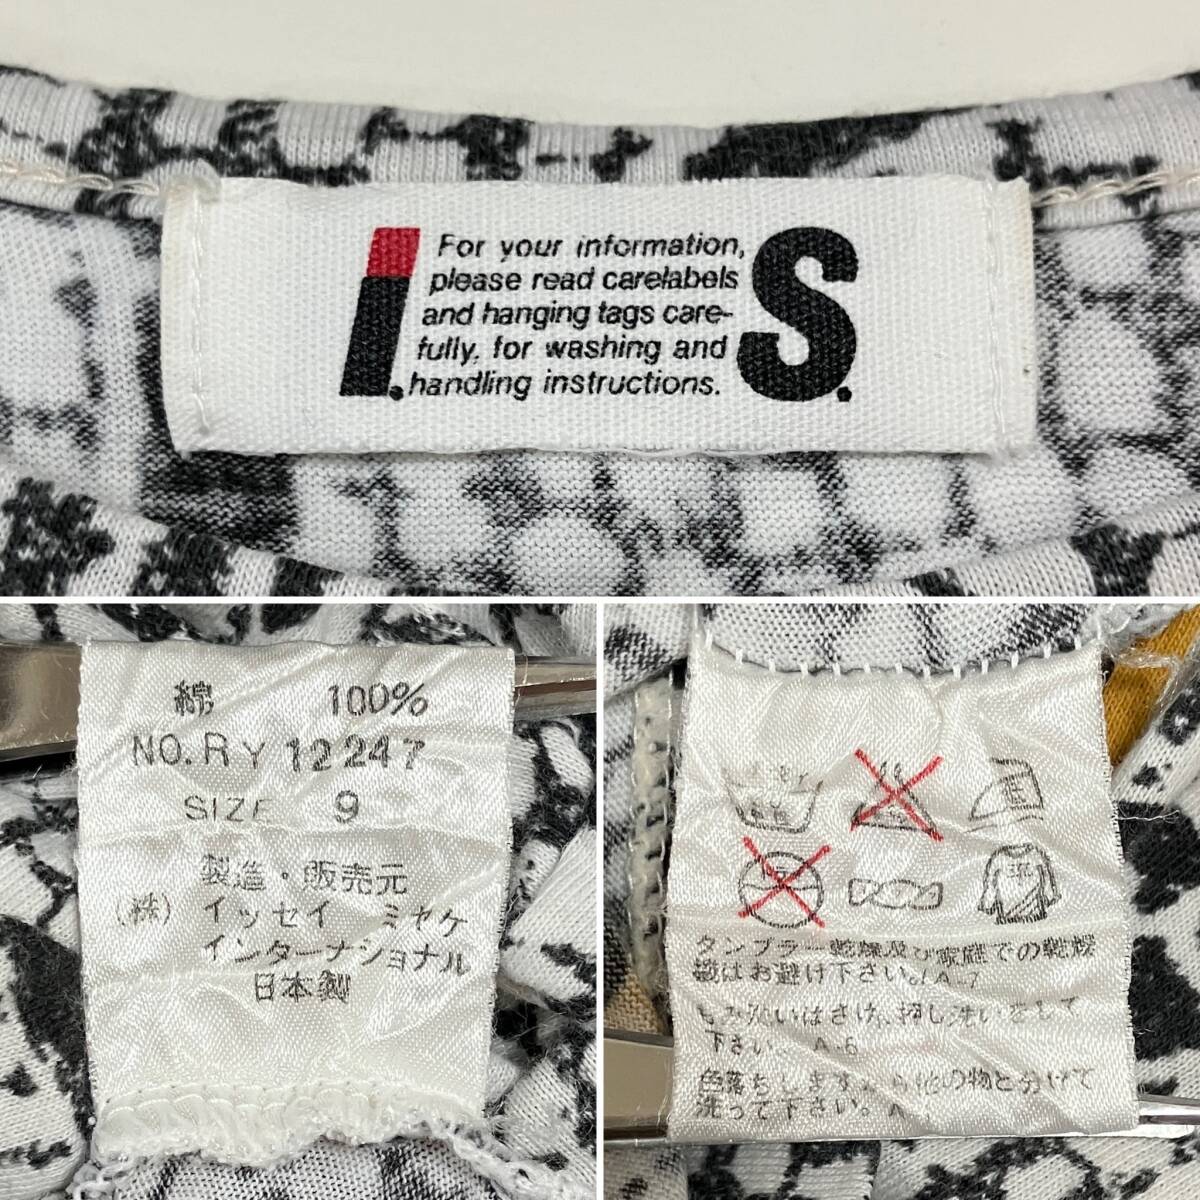 I. S.
For your information,
please read carelabels
and hanging tags care-
fully, for washing and
handling instructions.
綿 100%
NO.RY 12247
SIZE 9
製造・販売元
(株) イッセイ ミヤケ
インターナショナル
日本製
平
タンブラー乾燥及び家庭での乾燥
機はお避け下さい。A-7
もみ洗いはさけ、押し洗いをして
下さい。 A-6
色落ちしますから他の物と分けて
洗って下さい。A